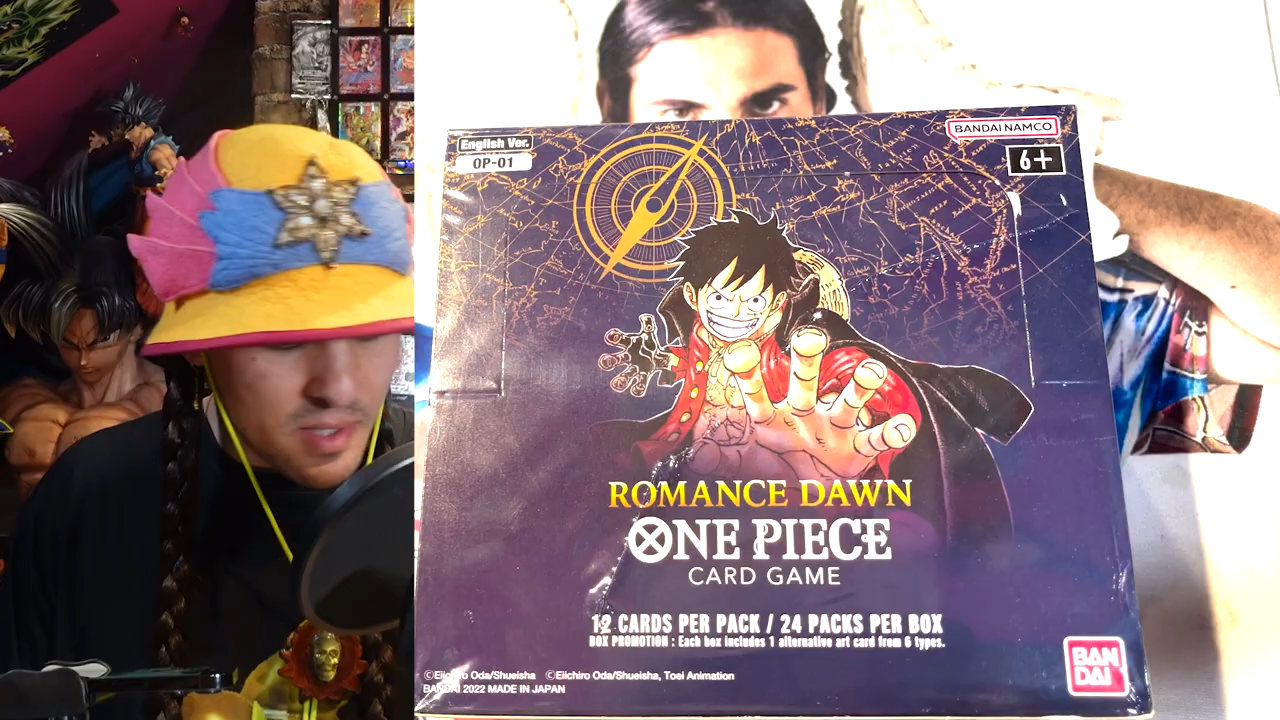 English Ver.
OP-01
BANDAI NAMCO
6+
ROMANCE DAWN
ONE PIECE
CARD GAME
12 CARDS PER PACK / 24 PACKS PER BOX
BOX PROMOTION : Each box includes 1 alternative art card from 6 types.
©Eiichiro Oda/Shueisha ©Eiichiro Oda/Shueisha, Toei Animation
BANDAI 2022 MADE IN JAPAN
BAN
DAI